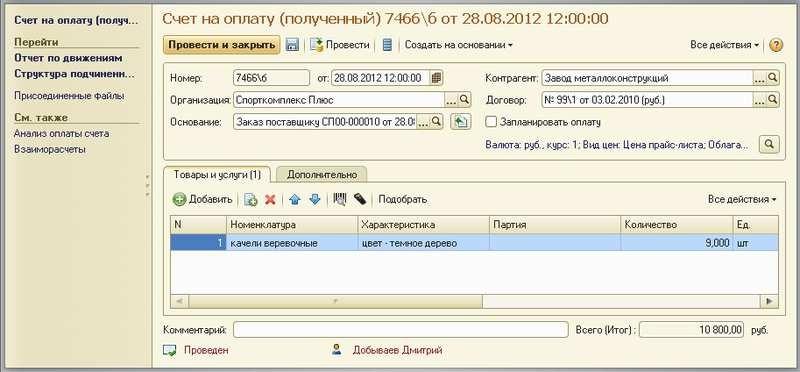 Счет на оплату (получ...
Перейти
Отчет по движениям
Структура подчиненн...
Присоединенные файлы
См. также
Анализ оплаты счета
Взаиморасчеты
Счет на оплату (полученный) 7466\б от 28.08.2012 12:00:00
Провести и закрыть Провести Создать на основании Все действия
Номер: 7466\б от: 28.08.2012 12:00:00 Контрагент: Завод металлоконструкций
Организация: Спорткомплекс Плюс Договор: № 99\1 от 03.02.2010 (руб.)
Основание: Заказ поставщику СП00-000010 от 28.0 Запланировать оплату
Валюта: руб., курс: 1; Вид цен: Цена прайс-листа; Облага...
Товары и услуги (1) Дополнительно
Добавить Подобрать Все действия
N Номенклатура Характеристика Партия Количество Ед.
1 качели веревочные цвет - темное дерево 9,000 шт
Комментарий: Всего (Итог): 10 800,00 руб.
Проведен Добываев Дмитрий